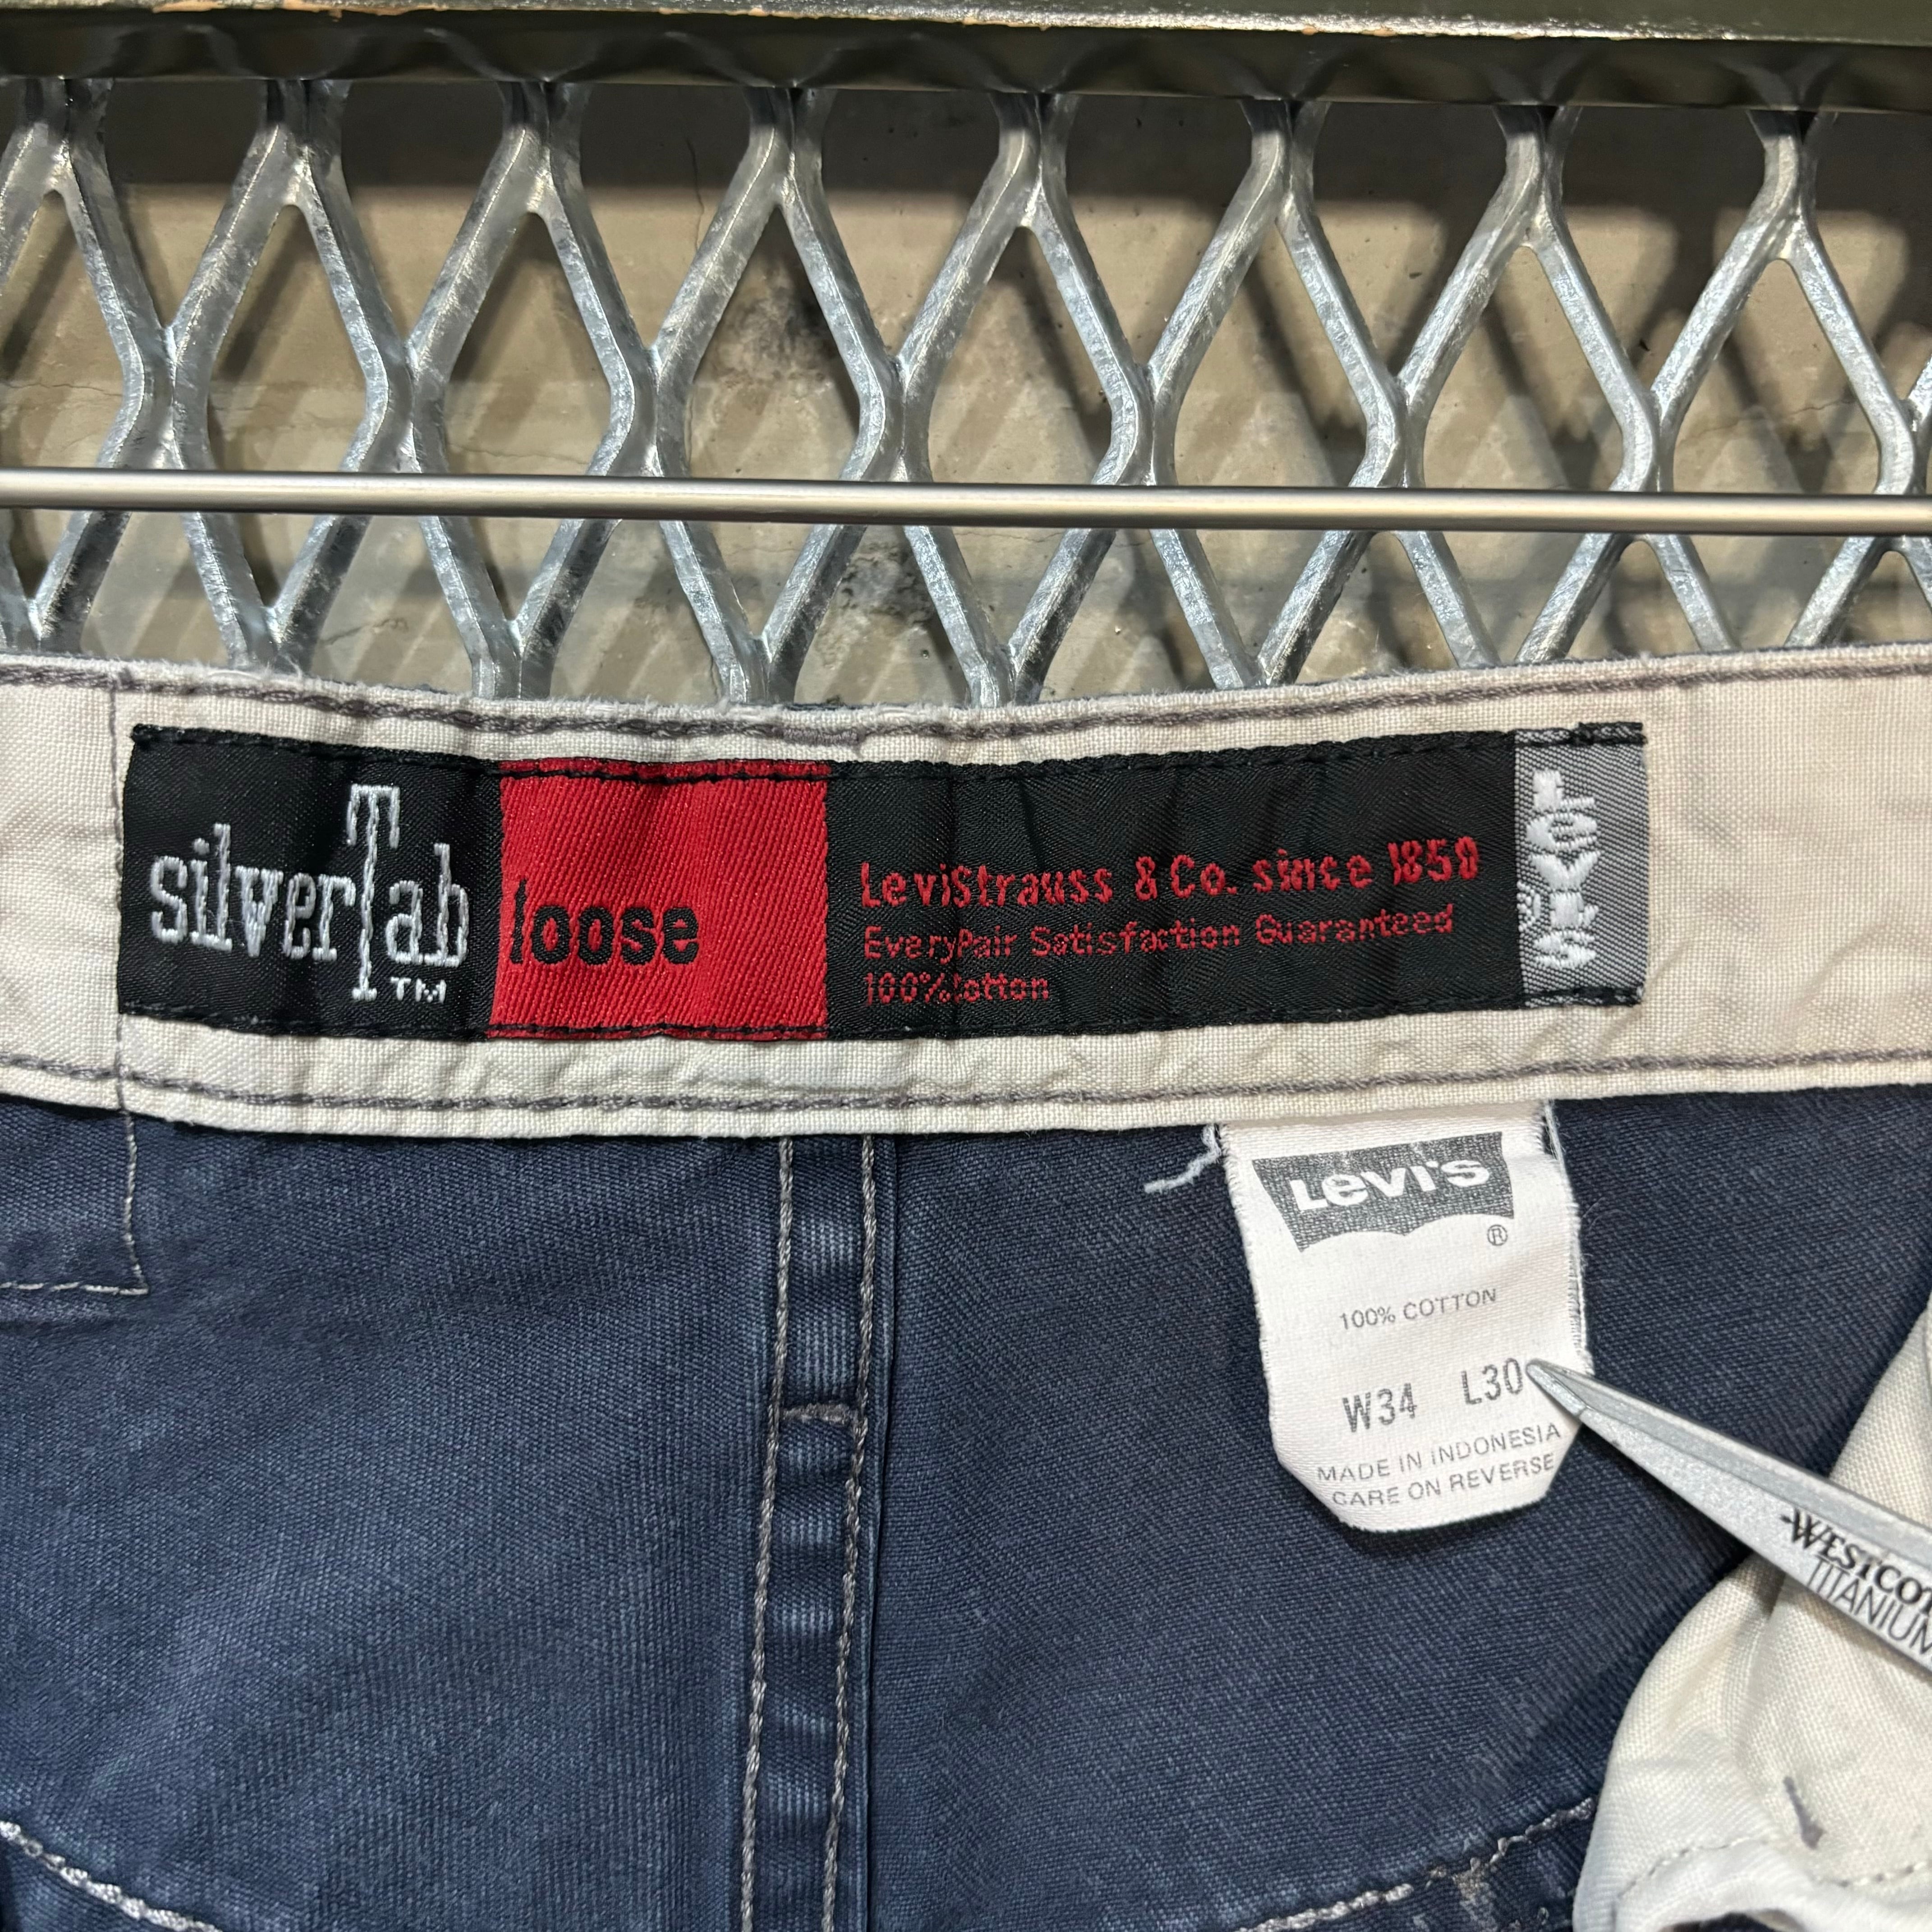 silverTab
TM
loose
LeviStrauss & Co. since 1850
EveryPair Satisfaction Guaranteed
100%Cotton
LEVI'S
LEVI'S
®
100% COTTON
W34 L30
MADE IN INDONESIA
CARE ON REVERSE
WESTCOT
TITANIUM